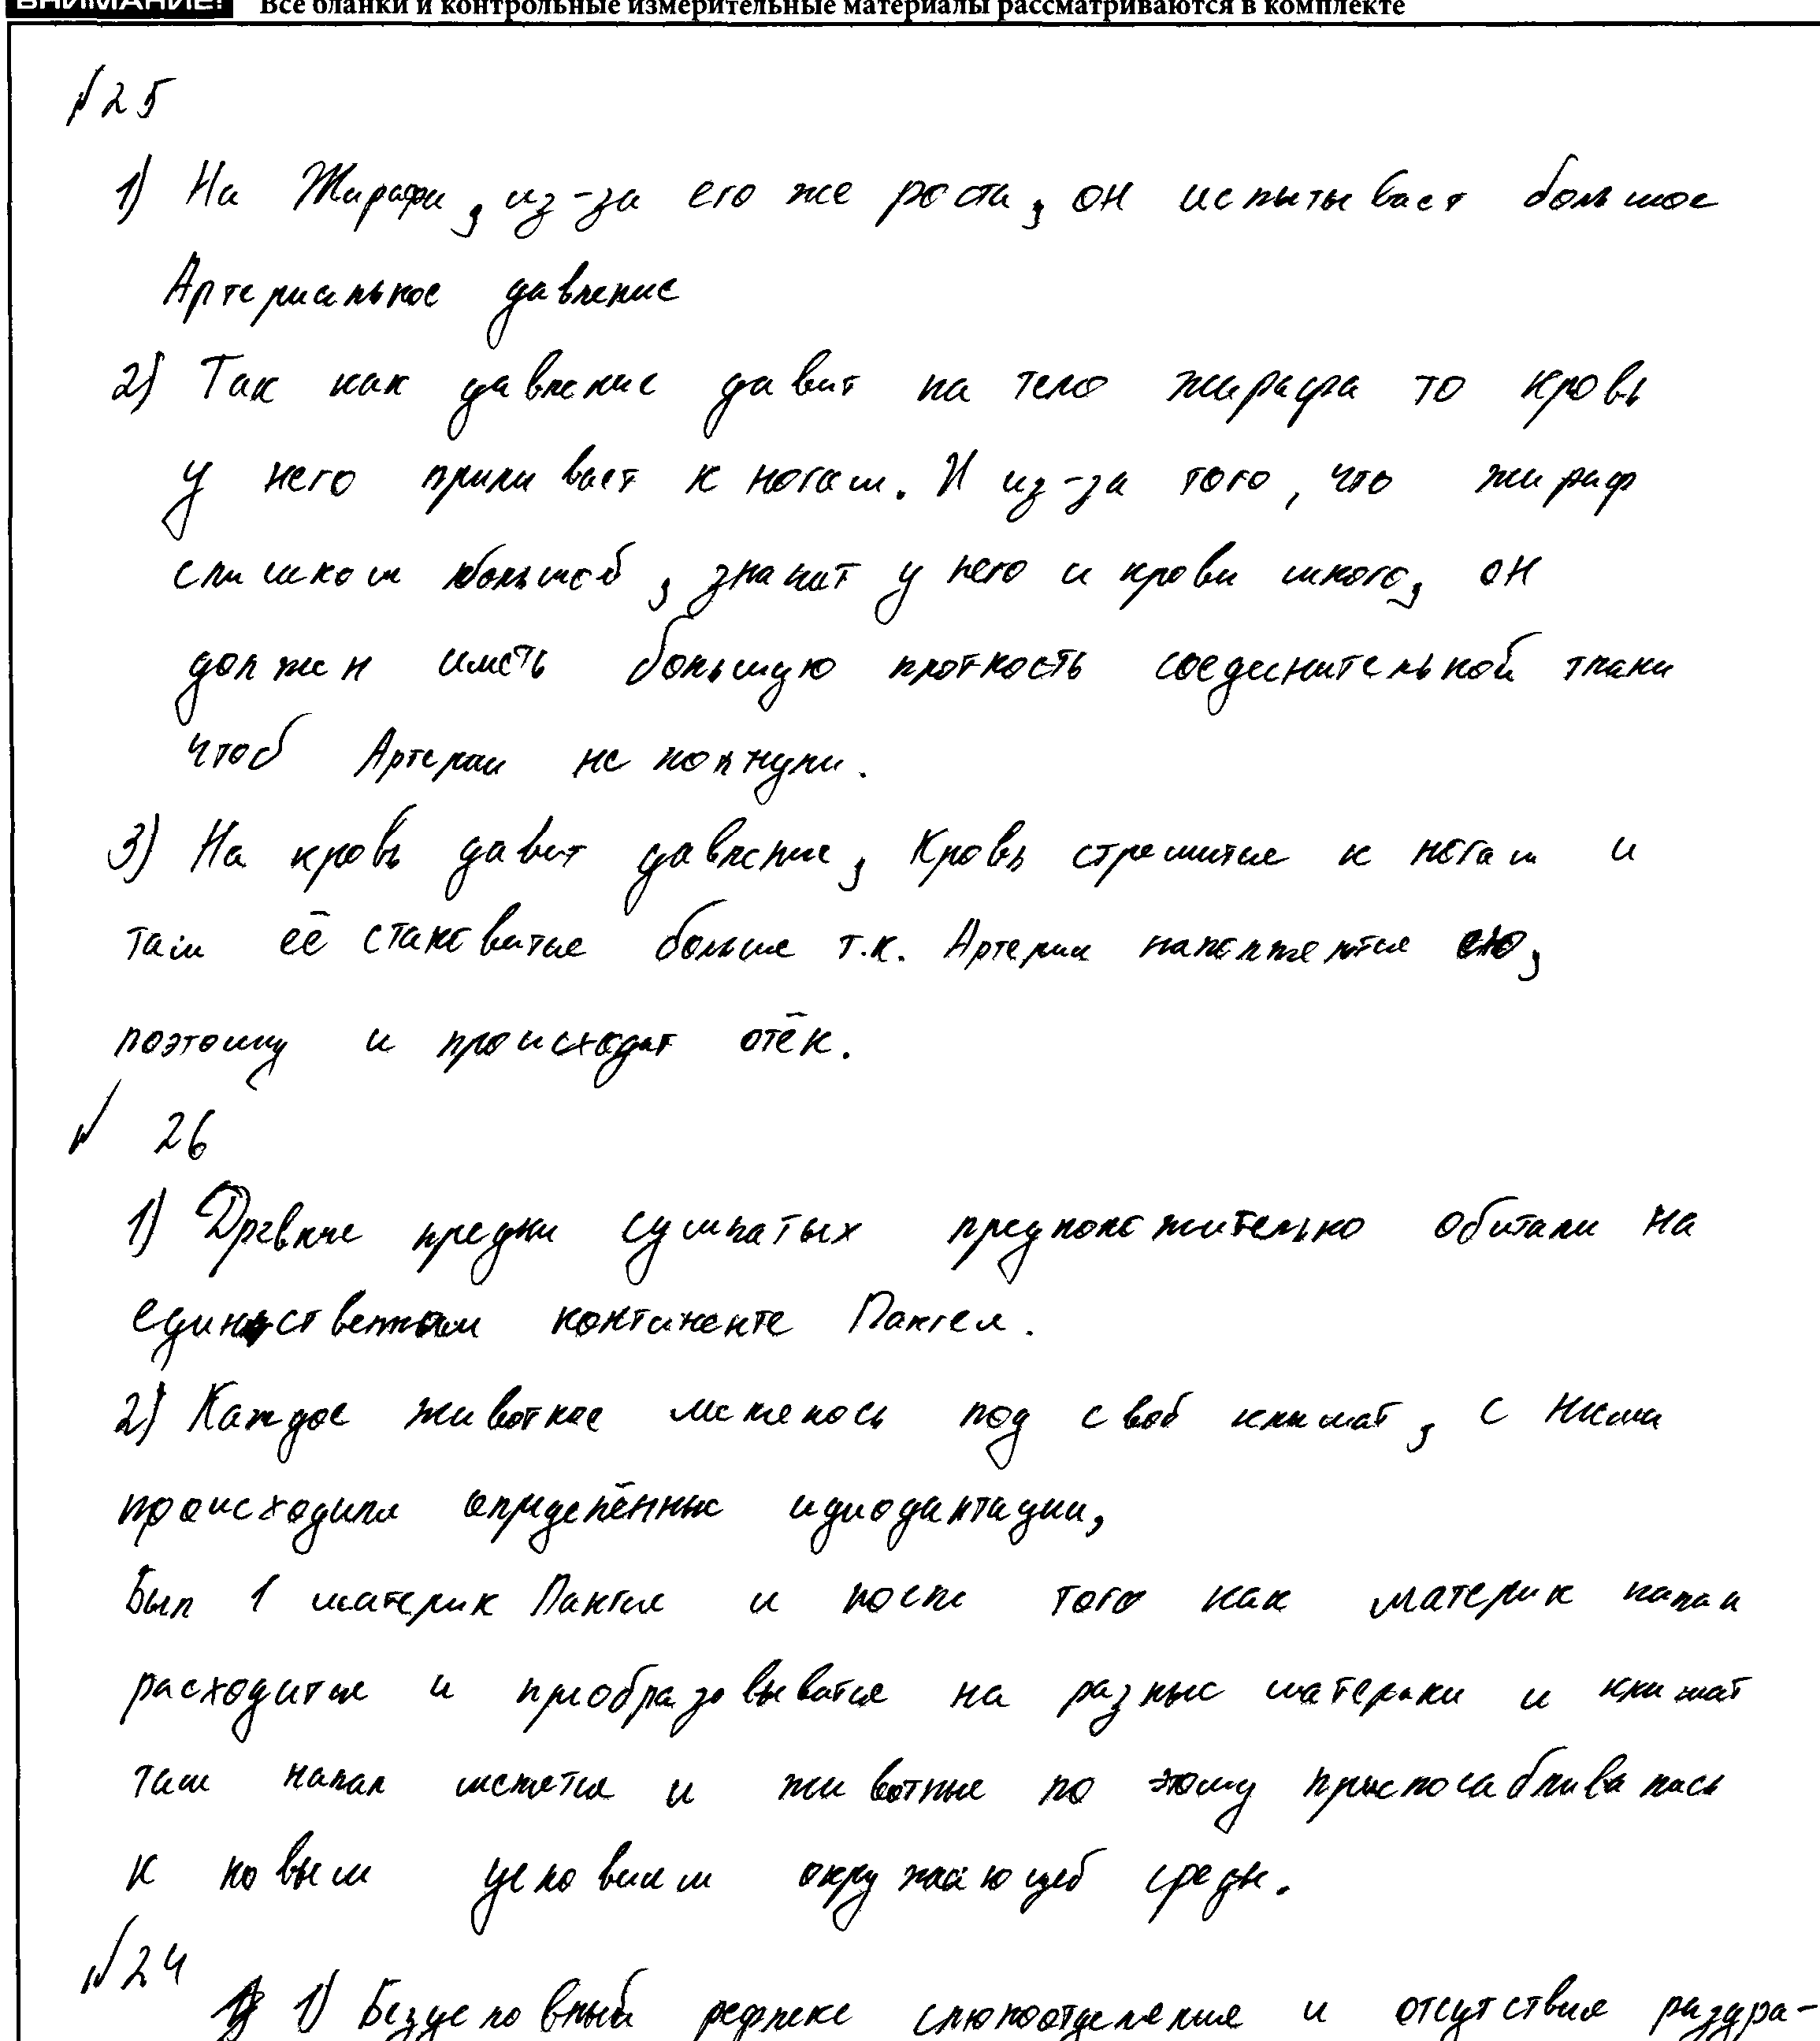 ВНИМАНИЕ! Все бланки и контрольные измерительные материалы рассматриваются в комплекте
№25
1) На Жирафа, из-за его же роста, он испытывает большое
Артериальное давление
2) Так как давление давит на тело жирафа то кровь
у него приливает к ногам. И из-за того, что жираф
слишком большой, значит у него и крови много, он
должен иметь большую плотность соеденительной ткани
чтоб Артерии не лопнули.
3) На кровь давит давление, Кровь стремится к ногам и
там её становится больше т.к. Артерии наполняются ею,
поэтому и происходит отёк.
№ 26
1) Древние предки сумчатых предположительно обитали на
единственном континенте Пангея.
2) Каждое животное менялось под свой климат, с ними
происходили определённые идиодаптации,
Был 1 материк Пангея и после того как материк начал
расходится и преобразовыватся на разные материки и климат
там начал менятся и животные по этому приспосабливались
к новым условиям окружающей среды.
№24
1) Безусловный рефлекс слюноотделения и отсутствия раздра-